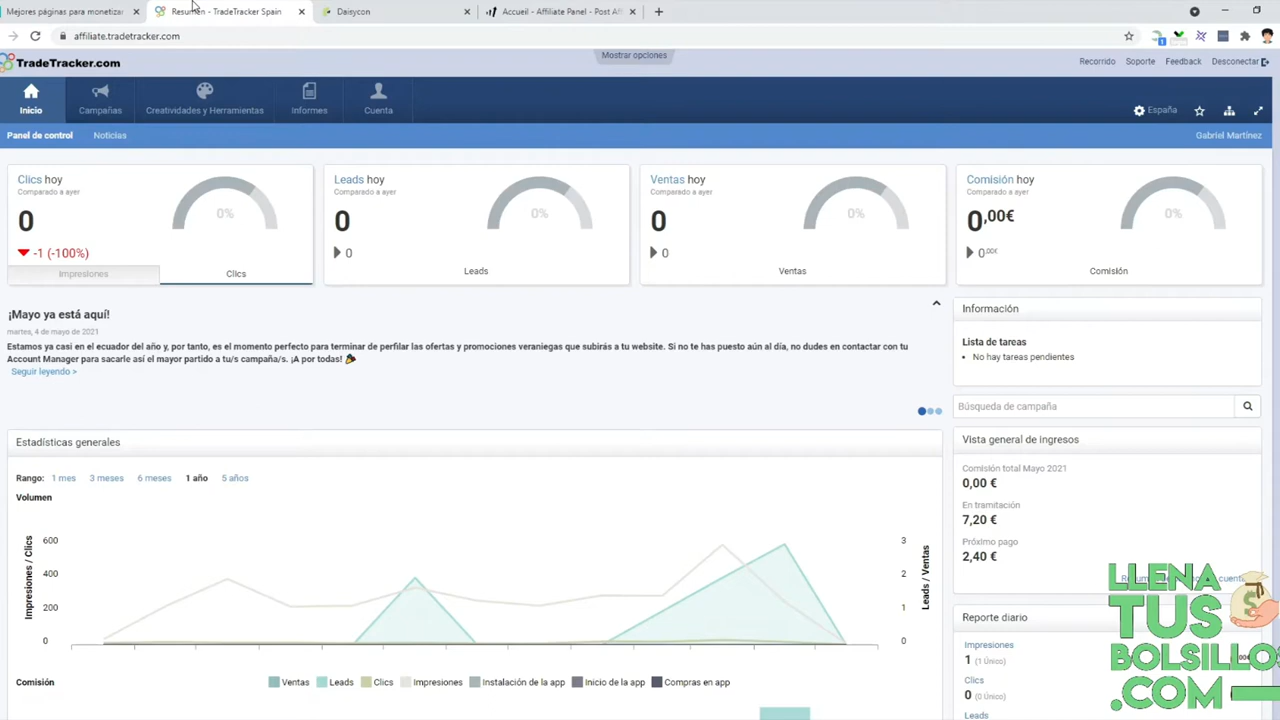 Mejores páginas para monetiza
Resumen - TradeTracker Spain
Daisycon
Accueil - Affiliate Panel - Post Aff
affiliate.tradetracker.com
TradeTracker.com
Mostrar opciones
Recorrido
Soporte
Feedback
Desconectar
Inicio
Campañas
Creatividades y Herramientas
Informes
Cuenta
España
Panel de control
Noticias
Gabriel Martínez
Clics hoy
Comparado a ayer
0
0%
-1 (-100%)
Impresiones
Clics
Leads hoy
Comparado a ayer
0
0%
0
Leads
Ventas hoy
Comparado a ayer
0
0%
0
Ventas
Comisión hoy
Comparado a ayer
0,00€
0%
0,00€
Comisión
¡Mayo ya está aquí!
martes, 4 de mayo de 2021
Estamos ya casi en el ecuador del año y, por tanto, es el momento perfecto para terminar de perfilar las ofertas y promociones veraniegas que subirás a tu website. Si no te has puesto aún al día, no dudes en contactar con tu
Account Manager para sacarle así el mayor partido a tu/s campaña/s. ¡A por todas!
Seguir leyendo >
Información
Lista de tareas
No hay tareas pendientes
Búsqueda de campaña
Estadísticas generales
Rango: 1 mes 3 meses 6 meses 1 año 5 años
Volumen
Impresiones / Clics
600
400
200
0
3
2
1
0
Leads / Ventas
Comisión
Ventas
Leads
Clics
Impresiones
Instalación de la app
Inicio de la app
Compras en app
Vista general de ingresos
Comisión total Mayo 2021
0,00 €
En tramitación
7,20 €
Próximo pago
2,40 €
Reporte diario
Impresiones
1 (1 Único)
Clics
0 (0 Único)
Leads
LLENA
TUS
BOLSILLO
.COM